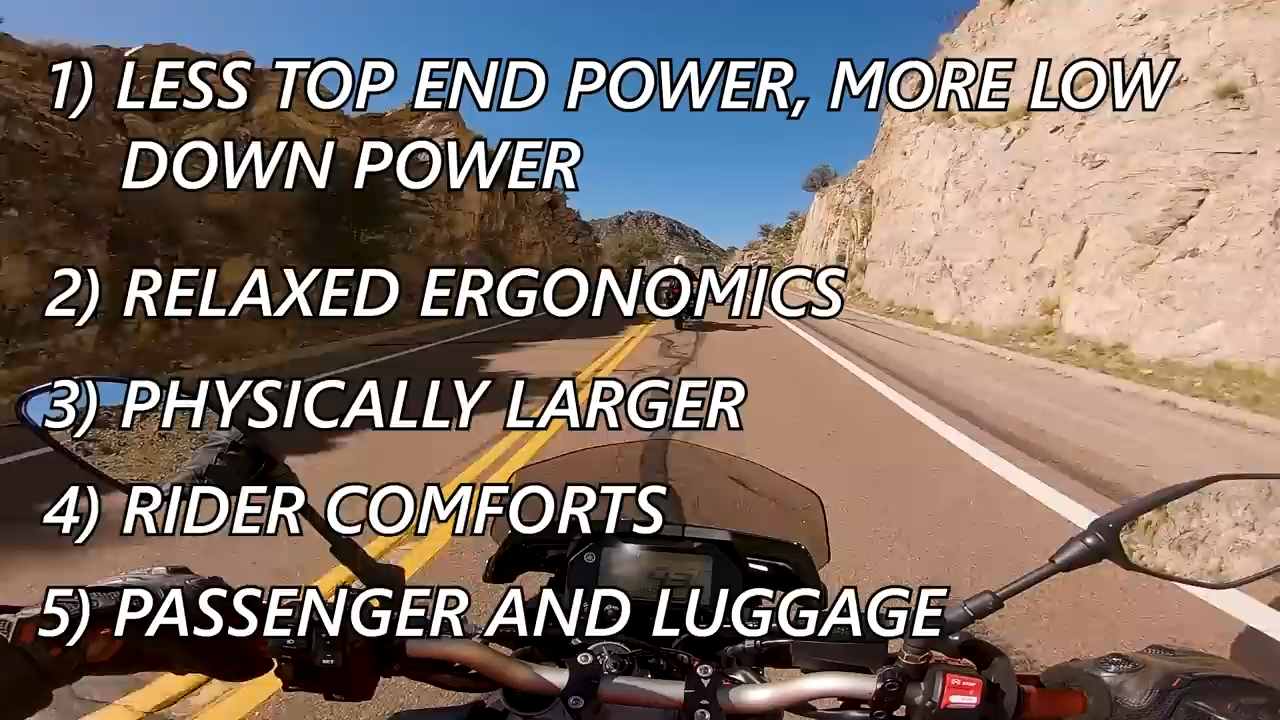 1) LESS TOP END POWER, MORE LOW
DOWN POWER
2) RELAXED ERGONOMICS
3) PHYSICALLY LARGER
4) RIDER COMFORTS
5) PASSENGER AND LUGGAGE